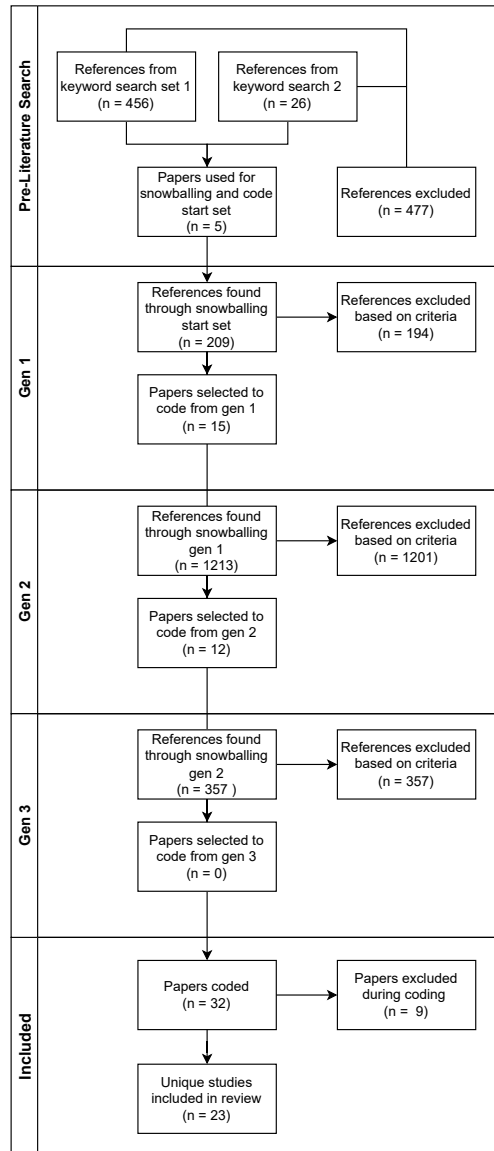 Pre-Literature Search
References from
keyword search set 1
(n = 456)
References from
keyword search 2
(n = 26)
Papers used for
snowballing and code
start set
(n = 5)
References excluded
(n = 477)
Gen 1
References found
through snowballing
start set
(n = 209)
References excluded
based on criteria
(n = 194)
Papers selected to
code from gen 1
(n = 15)
Gen 2
References found
through snowballing
gen 1
(n = 1213)
References excluded
based on criteria
(n = 1201)
Papers selected to
code from gen 2
(n = 12)
Gen 3
References found
through snowballing
gen 2
(n = 357 )
References excluded
based on criteria
(n = 357)
Papers selected to
code from gen 3
(n = 0)
Included
Papers coded
(n = 32)
Papers excluded
during coding
(n = 9)
Unique studies
included in review
(n = 23)